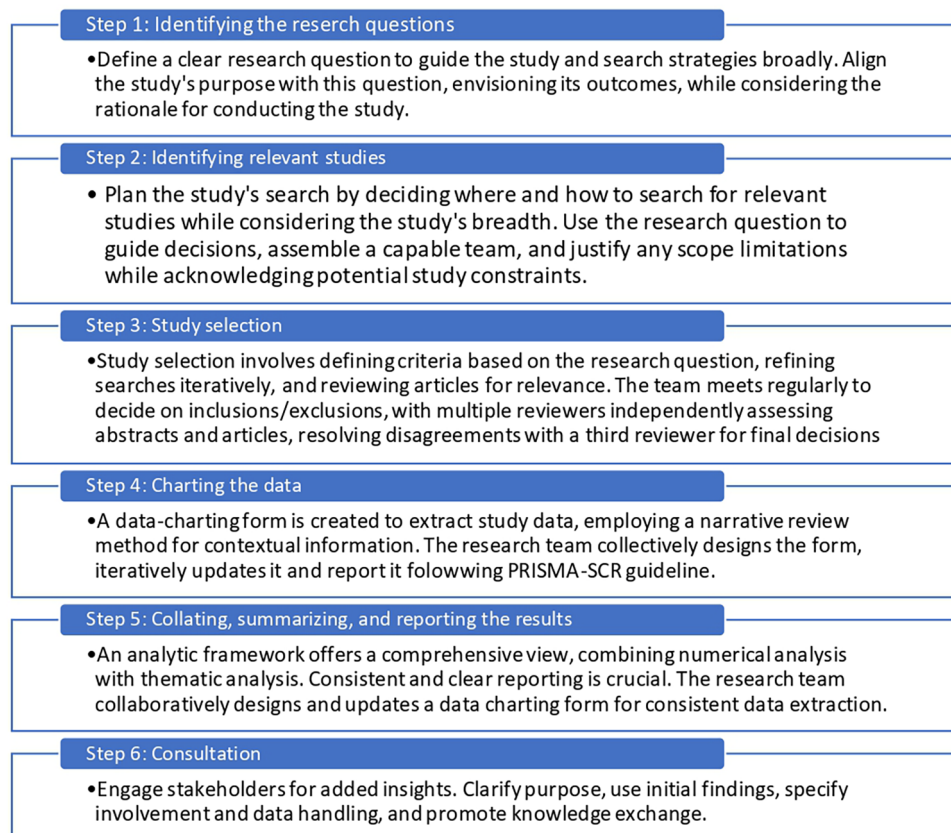 Step 1: Identifying the reserch questions
•Define a clear research question to guide the study and search strategies broadly. Align
the study's purpose with this question, envisioning its outcomes, while considering the
rationale for conducting the study.
Step 2: Identifying relevant studies
• Plan the study's search by deciding where and how to search for relevant
studies while considering the study's breadth. Use the research question to
guide decisions, assemble a capable team, and justify any scope limitations
while acknowledging potential study constraints.
Step 3: Study selection
•Study selection involves defining criteria based on the research question, refining
searches iteratively, and reviewing articles for relevance. The team meets regularly to
decide on inclusions/exclusions, with multiple reviewers independently assessing
abstracts and articles, resolving disagreements with a third reviewer for final decisions
Step 4: Charting the data
•A data-charting form is created to extract study data, employing a narrative review
method for contextual information. The research team collectively designs the form,
iteratively updates it and report it folowwing PRISMA-SCR guideline.
Step 5: Collating, summarizing, and reporting the results
•An analytic framework offers a comprehensive view, combining numerical analysis
with thematic analysis. Consistent and clear reporting is crucial. The research team
collaboratively designs and updates a data charting form for consistent data extraction.
Step 6: Consultation
•Engage stakeholders for added insights. Clarify purpose, use initial findings, specify
involvement and data handling, and promote knowledge exchange.